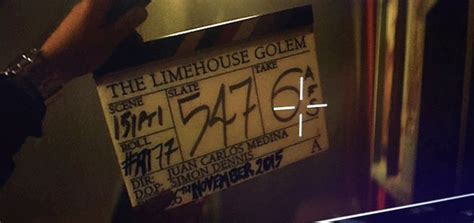 THE LIMEHOUSE GOLEM
SCENE SLATE TAKE
547 6
ROLL
DIR: JUAN CARLOS MEDINA
DOP: SIMON DENNIS A
NOVEMBER 2015